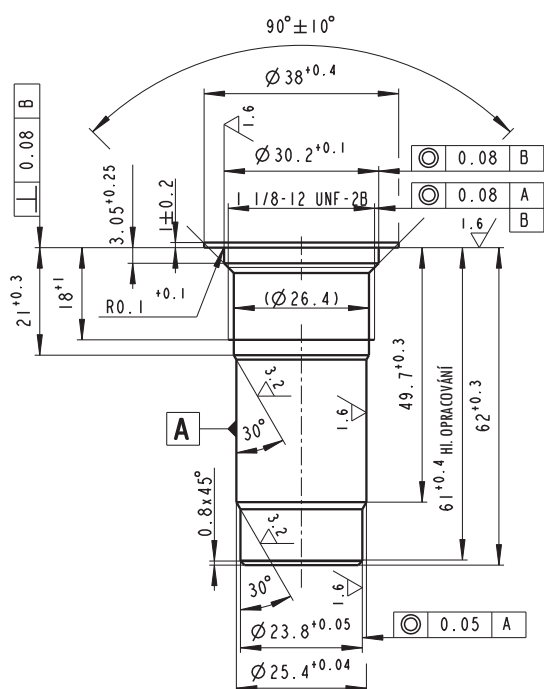 90°±10°
Ø38+0.4
1.6
Ø30.2+0.1
◎ 0.08 B
1 1/8-12 UNF-2B
◎ 0.08 A
B
⊥ 0.08 B
3.05+0.25
1±0.2
1.6
21+0.3
18+1
R0.1 +0.1
(Ø26.4)
3.2
30°
A
1.6
49.7+0.3
61+0.4 Hl. OPRACOVÁNÍ
62+0.3
0.8x45°
3.2
30°
1.6
Ø23.8+0.05
◎ 0.05 A
Ø25.4+0.04